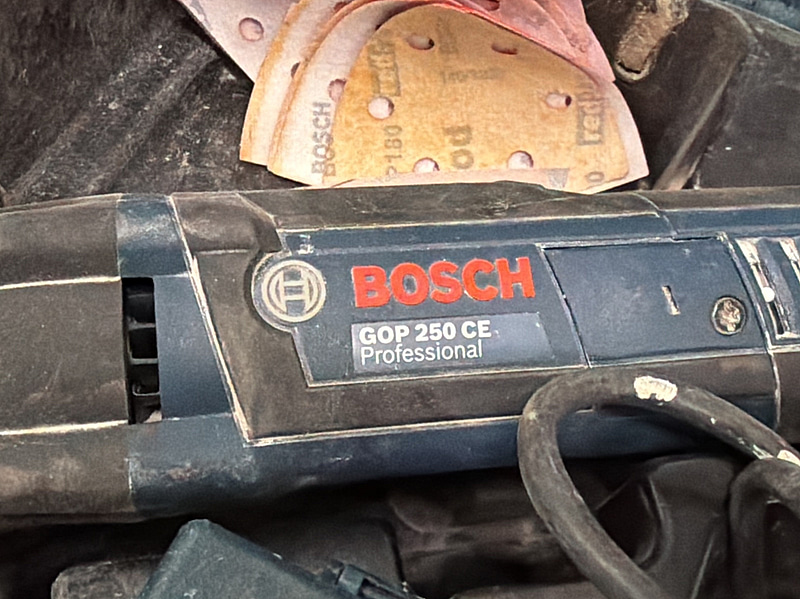 BOSCH
P180
BOSCH
GOP 250 CE
Professional